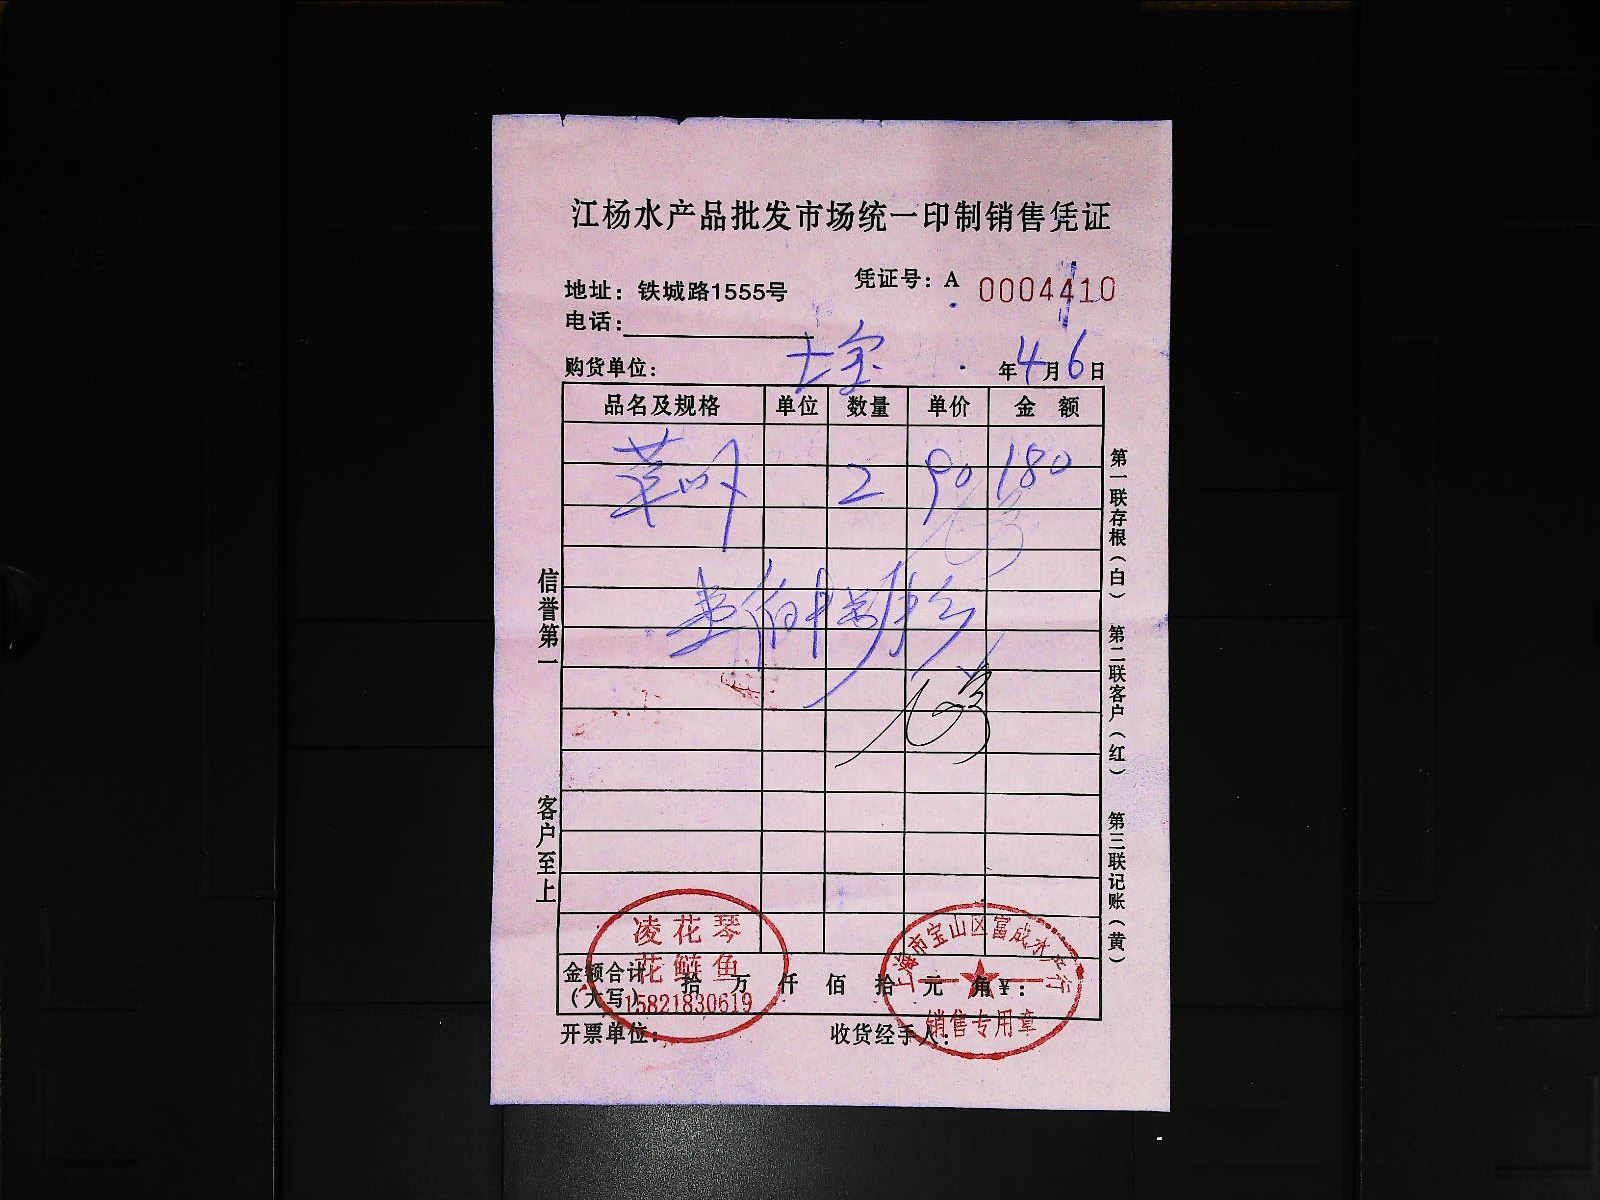 江杨水产品批发市场统一印制销售凭证
凭证号：A 0004410
地址：铁城路1555号
电话：
购货单位： 年4月6日
品名及规格 单位 数量 单价 金额
2 90 180
信誉第一
客户至上
第一联存根（白）
第二联客户（红）
第三联记账（黄）
凌花琴
花鲢鱼
15821830619
上海市宝山区富成水产行
销售专用章
金额合计（大写） 拾 万 仟 佰 拾 元 角 ¥：
开票单位： 收货经手人：